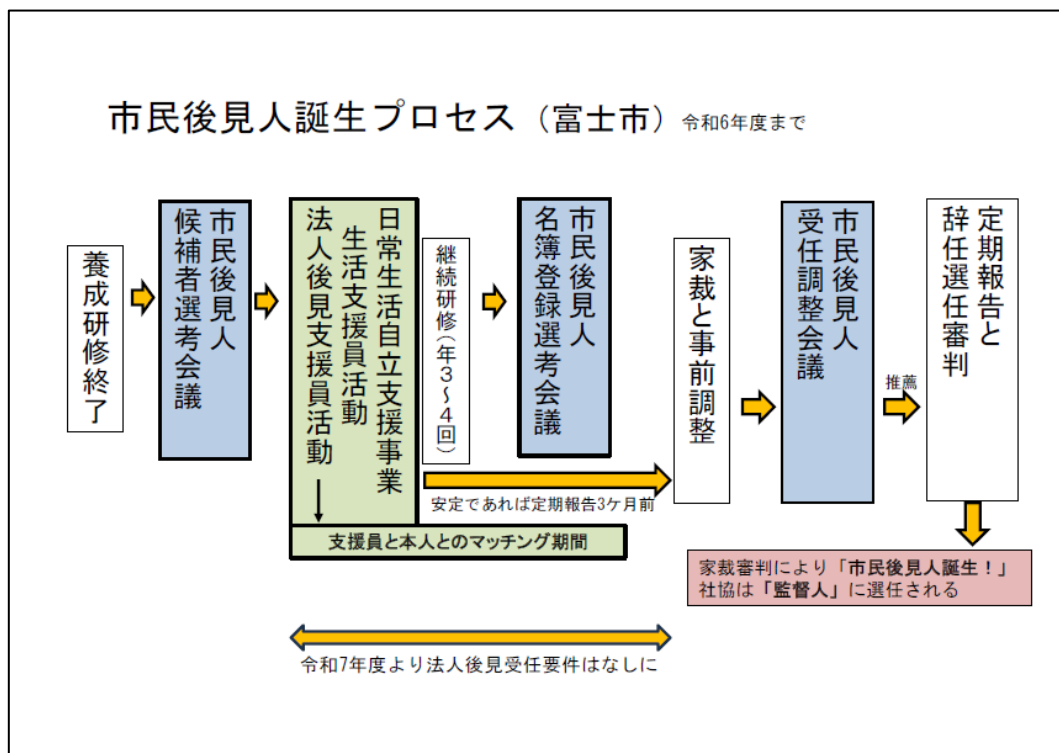 市民後見人誕生プロセス（富士市）令和6年度まで
養成研修終了
市民後見人
候補者選考会議
日常生活自立支援事業
生活支援員活動
法人後見支援員活動
継続研修（年３～４回）
市民後見人
名簿登録選考会議
家裁と事前調整
市民後見人
受任調整会議
推薦
定期報告と
辞任選任審判
安定であれば定期報告3ケ月前
支援員と本人とのマッチング期間
家裁審判により「市民後見人誕生！」
社協は「監督人」に選任される
令和7年度より法人後見受任要件はなしに